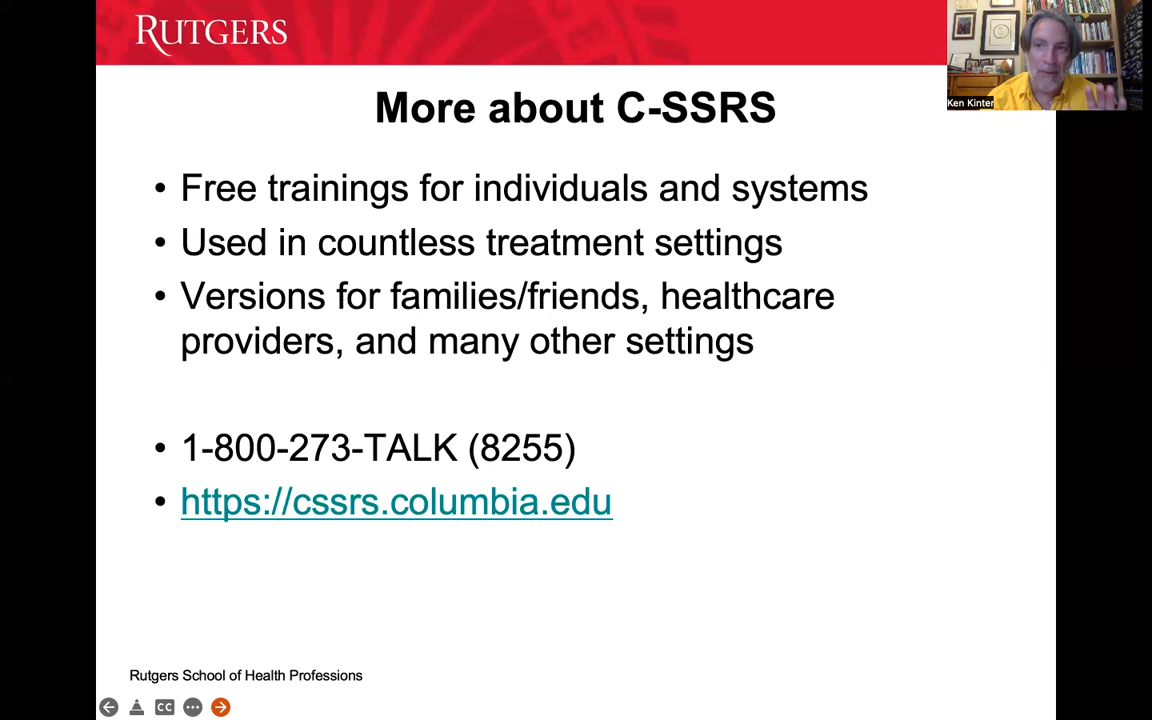 RUTGERS
Ken Kinter
More about C-SSRS
• Free trainings for individuals and systems
• Used in countless treatment settings
• Versions for families/friends, healthcare
providers, and many other settings
• 1-800-273-TALK (8255)
• https://cssrs.columbia.edu
Rutgers School of Health Professions
CC